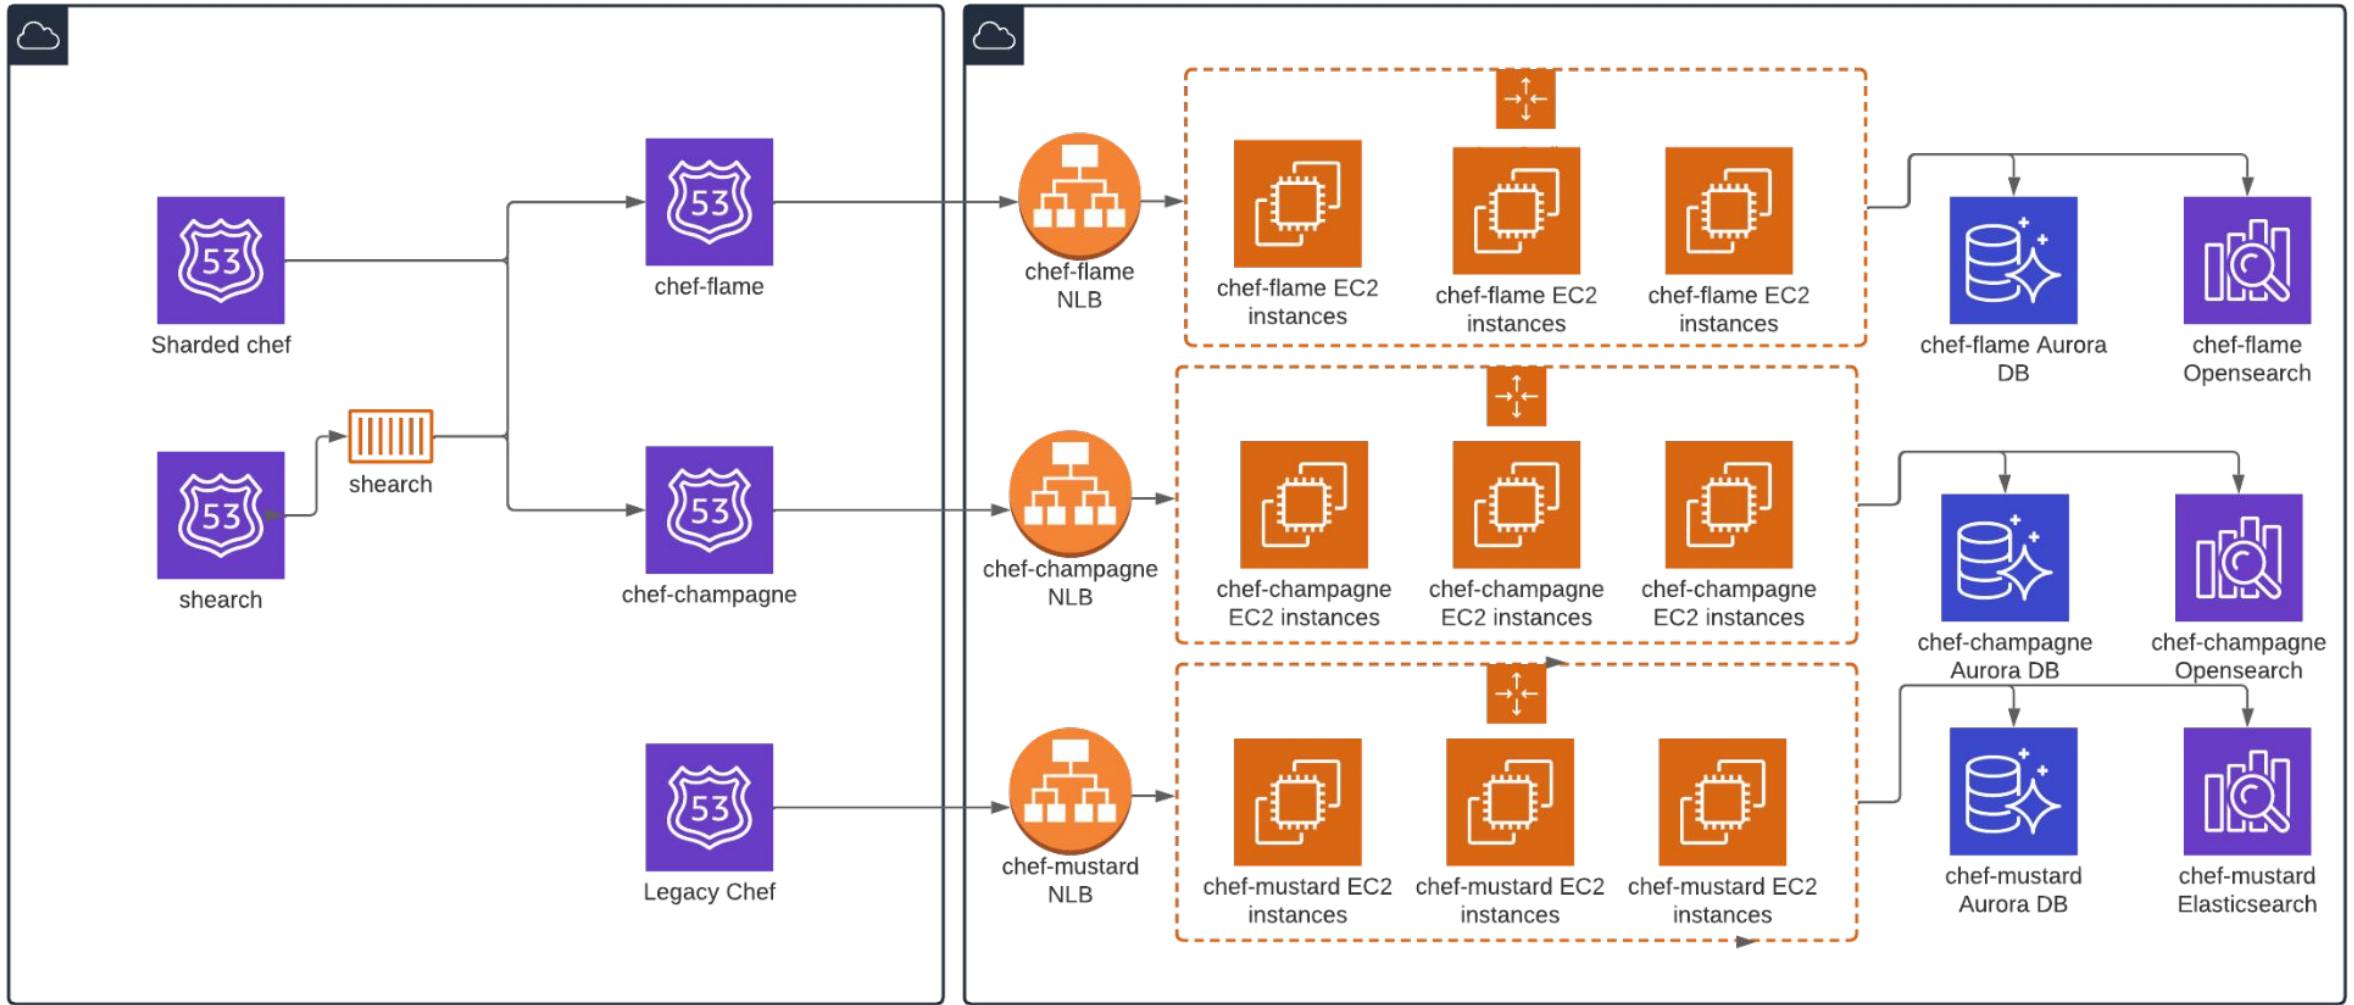 53
Sharded chef
53
shearch
shearch
53
chef-flame
53
chef-champagne
53
Legacy Chef
chef-flame
NLB
chef-flame EC2
instances
chef-flame EC2
instances
chef-flame EC2
instances
chef-flame Aurora
DB
chef-flame
Opensearch
chef-champagne
NLB
chef-champagne
EC2 instances
chef-champagne
EC2 instances
chef-champagne
EC2 instances
chef-champagne
Aurora DB
chef-champagne
Opensearch
chef-mustard
NLB
chef-mustard EC2
instances
chef-mustard EC2
instances
chef-mustard EC2
instances
chef-mustard
Aurora DB
chef-mustard
Elasticsearch